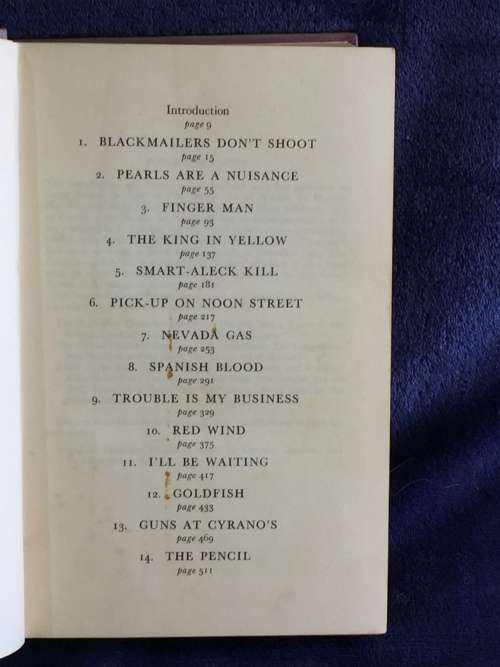 Introduction
page 9
1. BLACKMAILERS DON'T SHOOT
page 15
2. PEARLS ARE A NUISANCE
page 55
3. FINGER MAN
page 93
4. THE KING IN YELLOW
page 137
5. SMART-ALECK KILL
page 181
6. PICK-UP ON NOON STREET
page 217
7. NEVADA GAS
page 253
8. SPANISH BLOOD
page 291
9. TROUBLE IS MY BUSINESS
page 329
10. RED WIND
page 375
11. I'LL BE WAITING
page 417
12. GOLDFISH
page 433
13. GUNS AT CYRANO'S
page 469
14. THE PENCIL
page 511